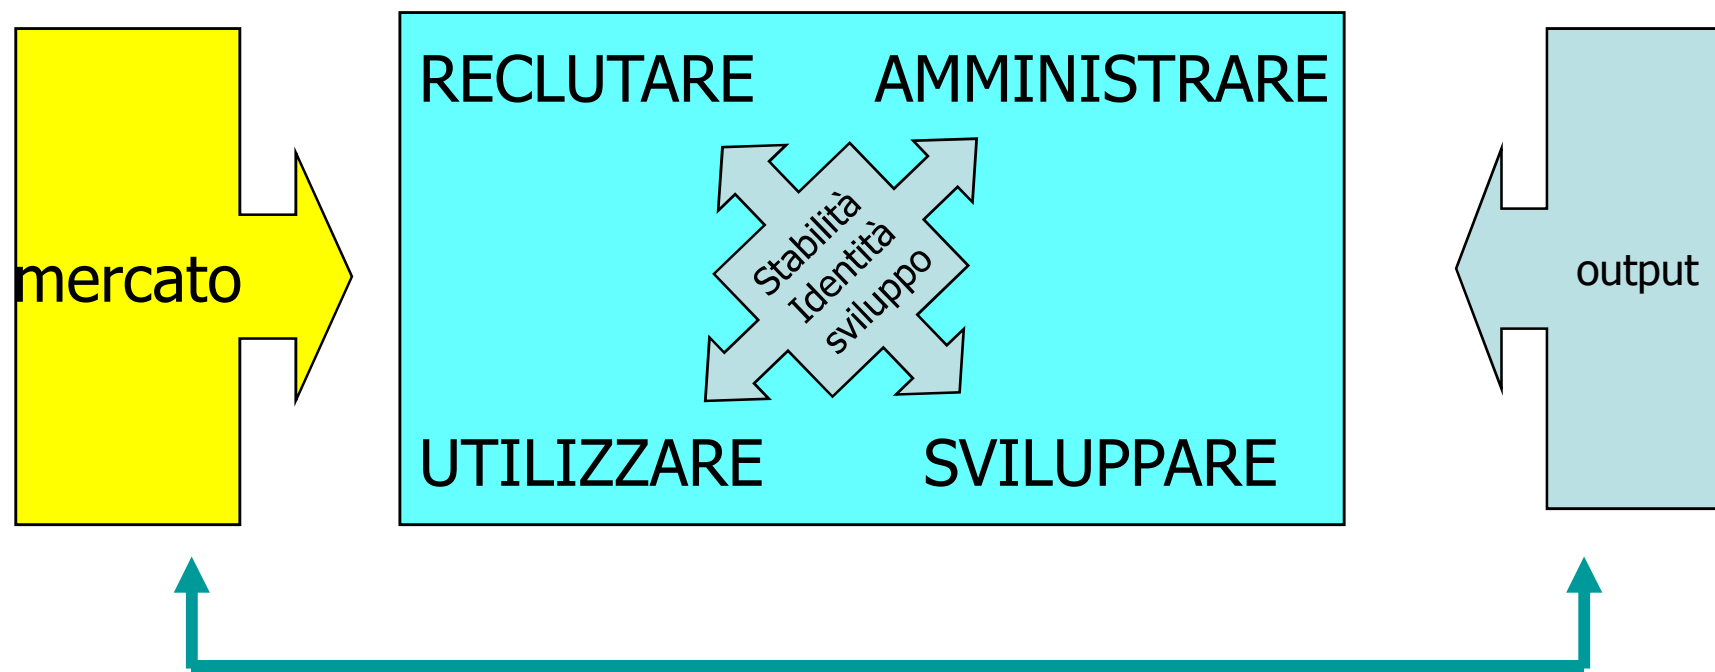 RECLUTARE
AMMINISTRARE
mercato
Stabilità
Identità
sviluppo
output
UTILIZZARE
SVILUPPARE